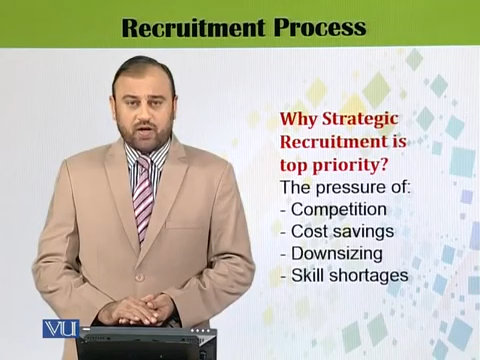 Recruitment Process
Why Strategic
Recruitment is
top priority?
The pressure of:
- Competition
- Cost savings
- Downsizing
- Skill shortages
VU